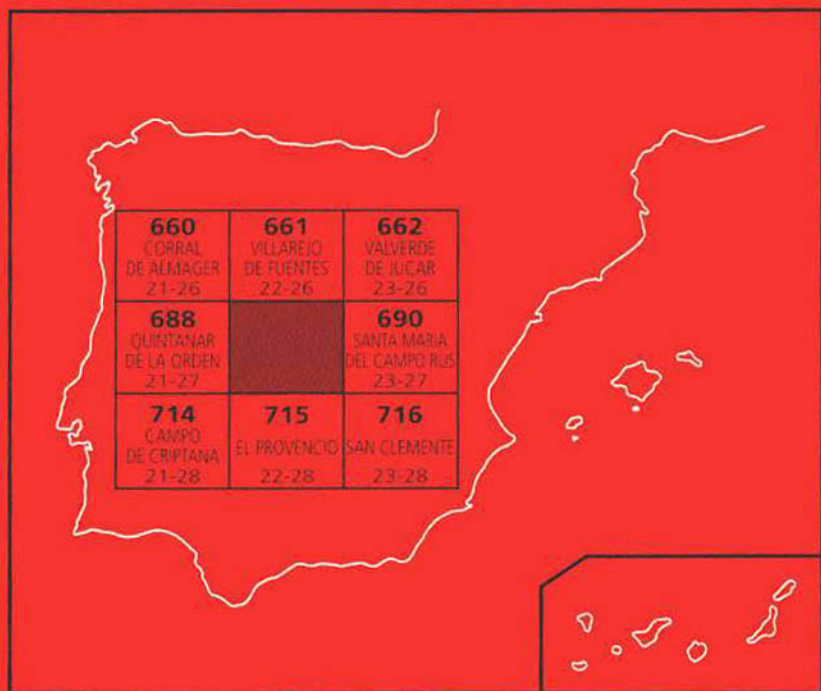 660
CORRAL
DE ALMAGER
21-26
661
VILLAREJO
DE FUENTES
22-26
662
VALVERDE
DE JUCAR
23-26
688
QUINTANAR
DE LA ORDEN
21-27
690
SANTA MARIA
DEL CAMPO RUS
23-27
714
CAMPO
DE CRIPTANA
21-28
715
EL PROVENCIO
22-28
716
SAN CLEMENTE
23-28